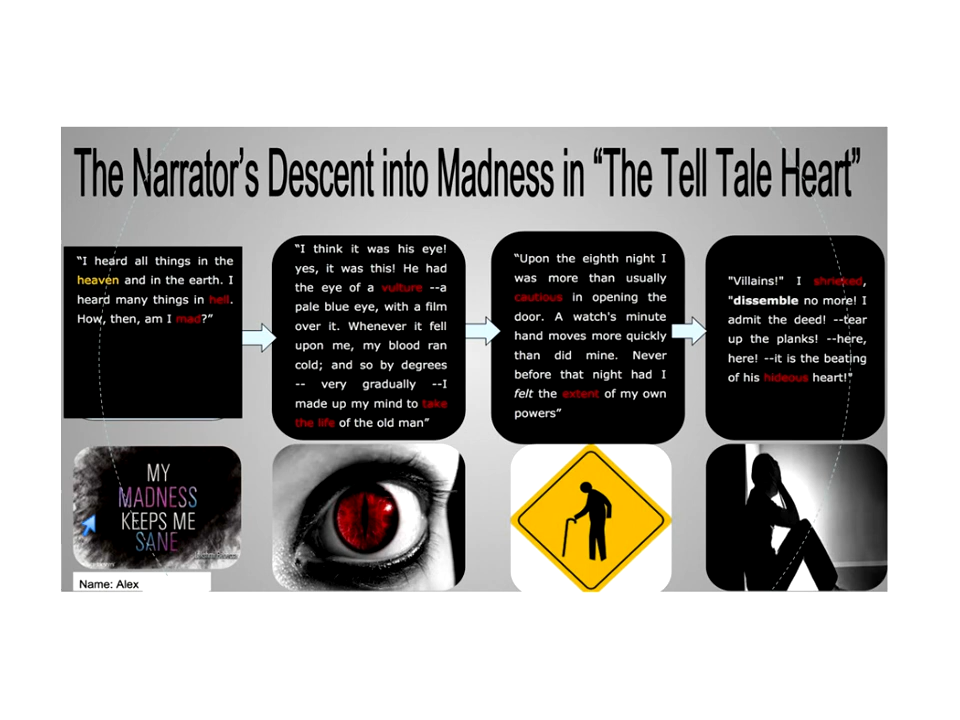 The Narrator's Descent into Madness in “The Tell Tale Heart”
“I heard all things in the
heaven and in the earth. I
heard many things in hell.
How, then, am I mad?”
“I think it was his eye!
yes, it was this! He had
the eye of a vulture --a
pale blue eye, with a film
over it. Whenever it fell
upon me, my blood ran
cold; and so by degrees
-- very gradually --I
made up my mind to take
the life of the old man”
“Upon the eighth night I
was more than usually
cautious in opening the
door. A watch's minute
hand moves more quickly
than did mine. Never
before that night had I
felt the extent of my own
powers”
"Villains!" I shrieked,
"dissemble no more! I
admit the deed! --tear
up the planks! --here,
here! --it is the beating
of his hideous heart!"
MY
MADNESS
KEEPS ME
SANE
Name: Alex